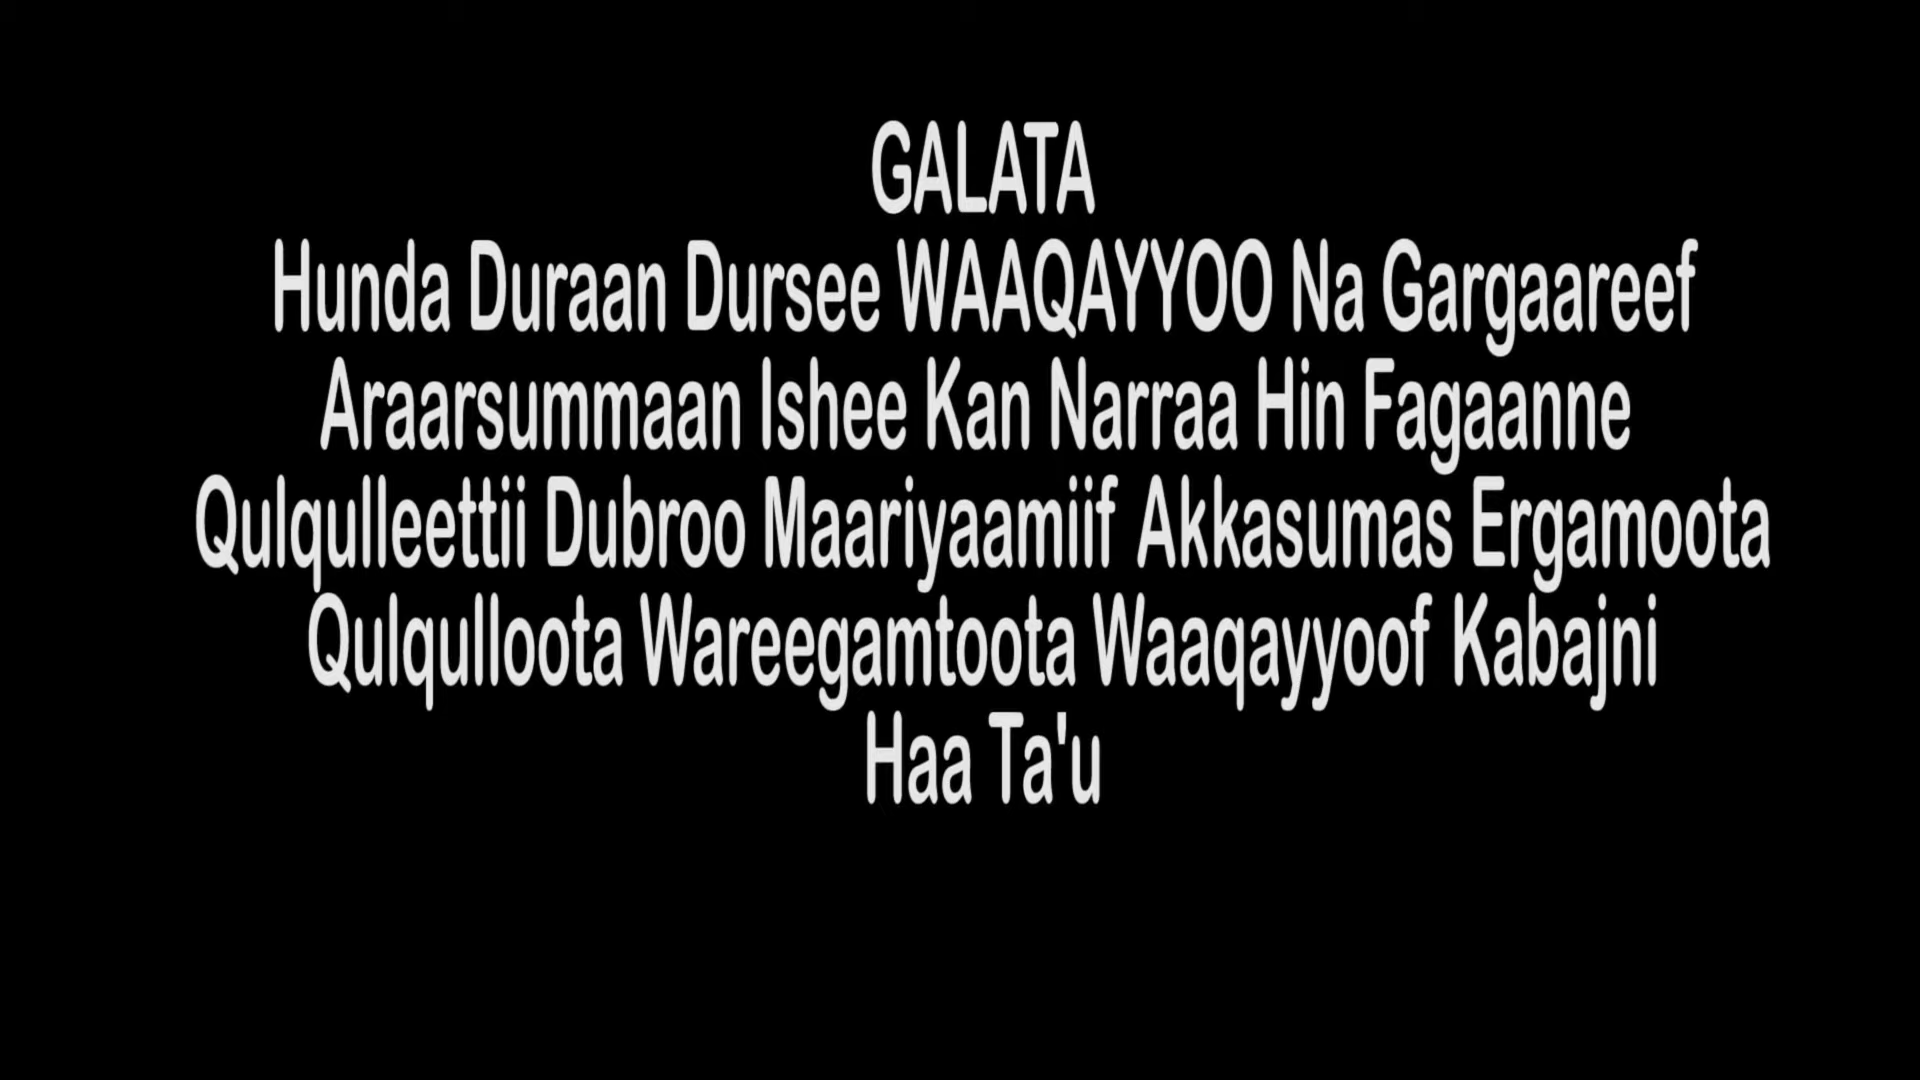 GALATA
Hunda Duraan Dursee WAAQAYYOO Na Gargaareef
Araarsummaan Ishee Kan Narraa Hin Fagaanne
Qulqulleettii Dubroo Maariyaamiif Akkasumas Ergamoota
Qulqulloota Wareegamtoota Waaqayyoof Kabajni
Haa Ta'u